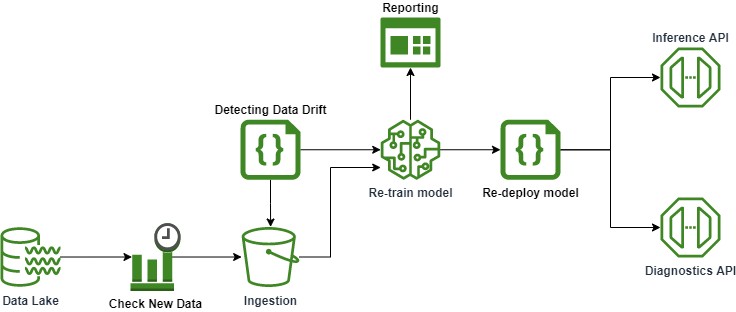 Reporting
Inference API
Detecting Data Drift
{}
{}
Re-train model
Re-deploy model
Data Lake
Check New Data
Ingestion
Diagnostics API